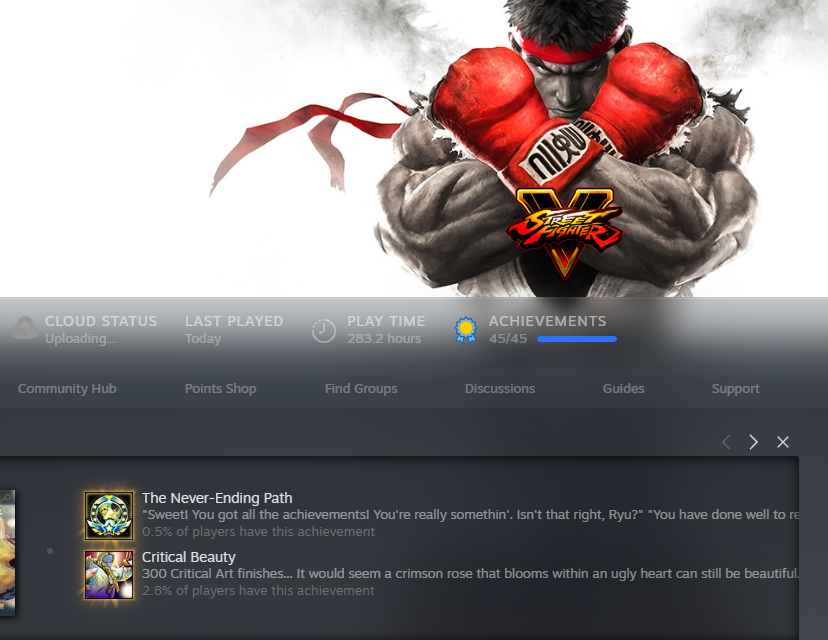 STREET
FIGHTER
V
CLOUD STATUS
Uploading...
LAST PLAYED
Today
PLAY TIME
283.2 hours
ACHIEVEMENTS
45/45
Community Hub
Points Shop
Find Groups
Discussions
Guides
Support
The Never-Ending Path
"Sweet! You got all the achievements! You're really somethin'. Isn't that right, Ryu?" "You have done well to re
0.5% of players have this achievement
Critical Beauty
300 Critical Art finishes... It would seem a crimson rose that blooms within an ugly heart can still be beautiful.
2.8% of players have this achievement